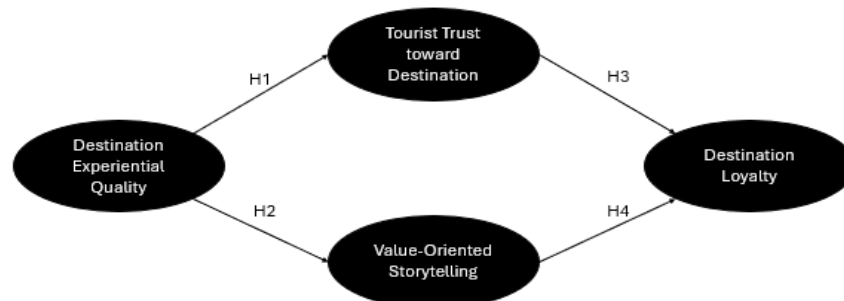 Tourist Trust
toward
Destination
H1
H3
Destination
Experiential
Quality
Destination
Loyalty
H2
H4
Value-Oriented
Storytelling